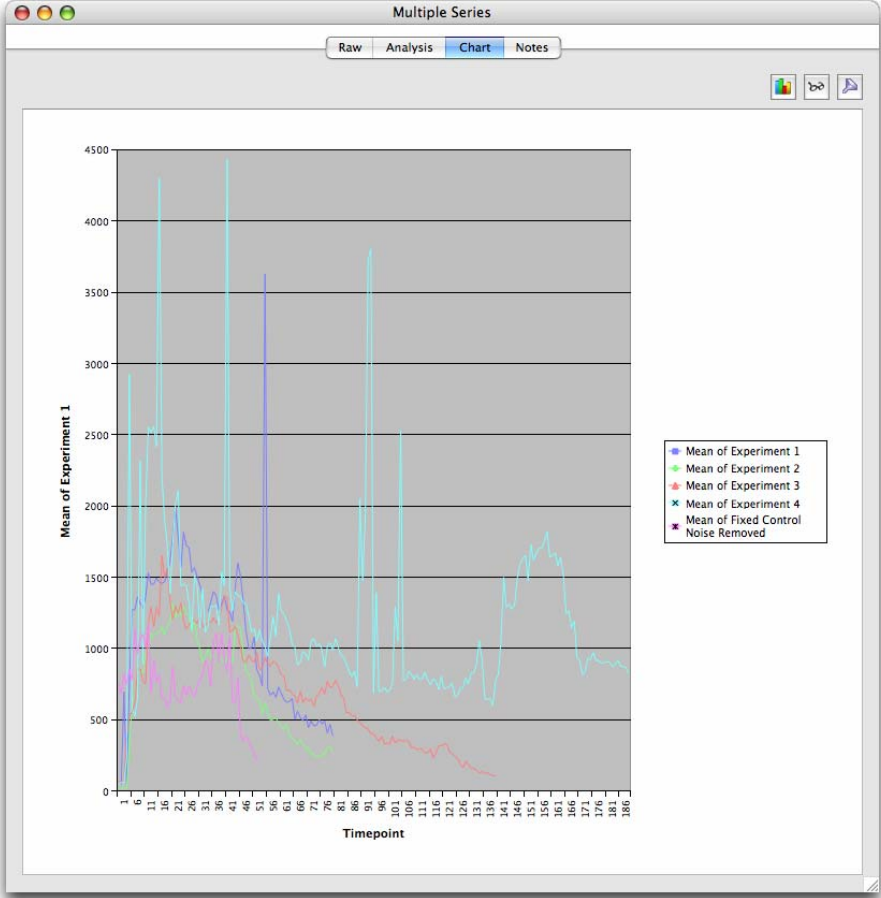 Multiple Series
Raw Analysis Chart Notes
4500
4000
3500
3000
2500
2000
1500
1000
500
0
Mean of Experiment 1
1 6 11 16 21 26 31 36 41 46 51 56 61 66 71 76 81 86 91 96 101 106 111 116 121 126 131 136 141 146 151 156 161 166 171 176 181 186
Timepoint
Mean of Experiment 1
Mean of Experiment 2
Mean of Experiment 3
Mean of Experiment 4
Mean of Fixed Control
Noise Removed